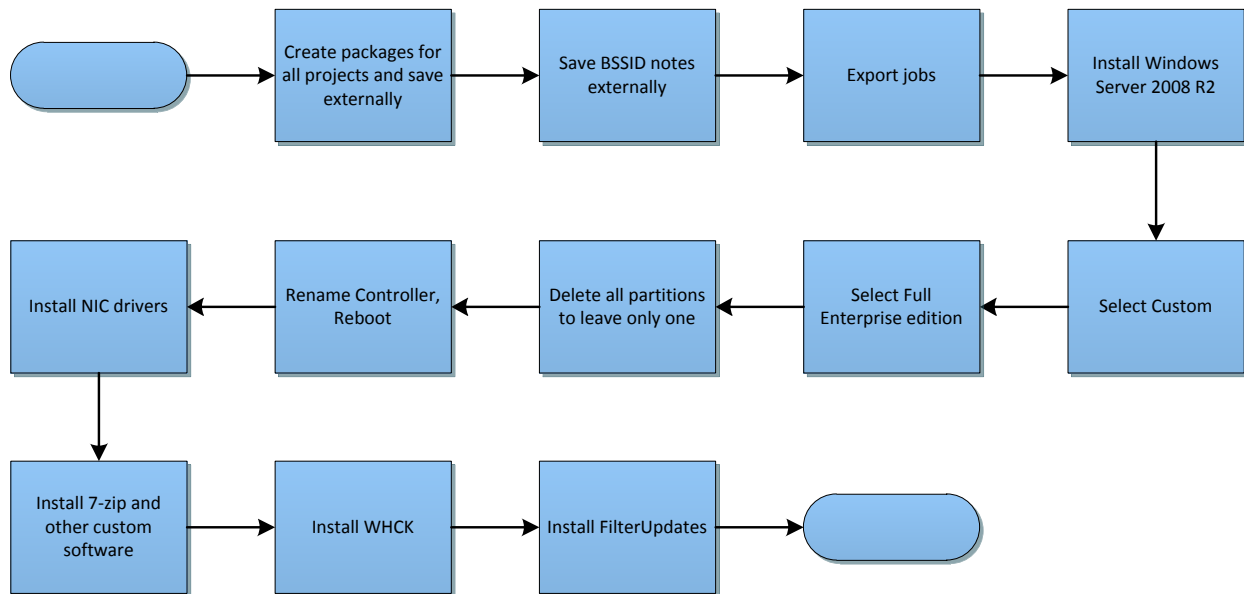 Create packages for
all projects and save
externally
Save BSSID notes
externally
Export jobs
Install Windows
Server 2008 R2
Select Custom
Select Full
Enterprise edition
Delete all partitions
to leave only one
Rename Controller,
Reboot
Install NIC drivers
Install 7-zip and
other custom
software
Install WHCK
Install FilterUpdates